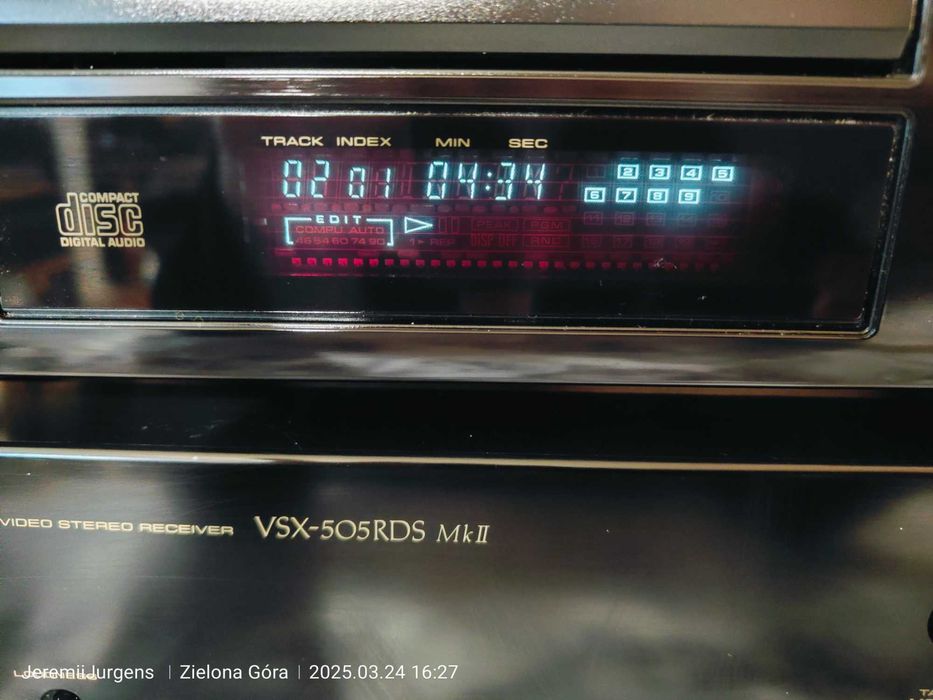 TRACK INDEX MIN SEC
02 01 04:34
2 3 4 5
6 7 8 9
COMPACT
disc
DIGITAL AUDIO
EDIT
COMPU AUTO
46 54 60 74 90
1 REP
PEAK PGM
DISP OFF RND
VIDEO STEREO RECEIVER VSX-505RDS MkII
JeremiiJurgens | Zielona Góra | 2025.03.24 16:27